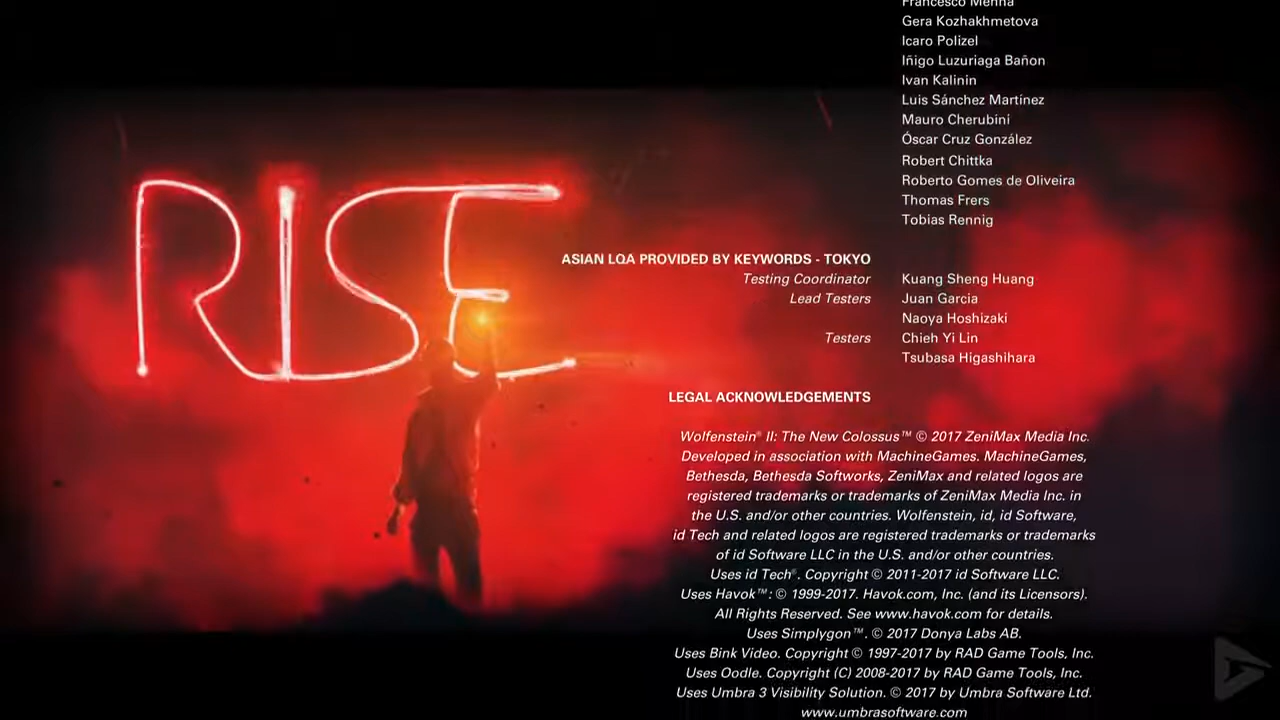 RISE
Francesco Menna
Gera Kozhakhmetova
Icaro Polizel
Iñigo Luzuriaga Bañon
Ivan Kalinin
Luis Sánchez Martínez
Mauro Cherubini
Óscar Cruz González
Robert Chittka
Roberto Gomes de Oliveira
Thomas Frers
Tobias Rennig
ASIAN LQA PROVIDED BY KEYWORDS - TOKYO
Testing Coordinator Kuang Sheng Huang
Lead Testers Juan Garcia
Naoya Hoshizaki
Testers Chieh Yi Lin
Tsubasa Higashihara
LEGAL ACKNOWLEDGEMENTS
Wolfenstein® II: The New Colossus™ © 2017 ZeniMax Media Inc.
Developed in association with MachineGames. MachineGames,
Bethesda, Bethesda Softworks, ZeniMax and related logos are
registered trademarks or trademarks of ZeniMax Media Inc. in
the U.S. and/or other countries. Wolfenstein, id, id Software,
id Tech and related logos are registered trademarks or trademarks
of id Software LLC in the U.S. and/or other countries.
Uses id Tech®. Copyright © 2011-2017 id Software LLC.
Uses Havok™: © 1999-2017. Havok.com, Inc. (and its Licensors).
All Rights Reserved. See www.havok.com for details.
Uses Simplygon™. © 2017 Donya Labs AB.
Uses Bink Video. Copyright © 1997-2017 by RAD Game Tools, Inc.
Uses Oodle. Copyright (C) 2008-2017 by RAD Game Tools, Inc.
Uses Umbra 3 Visibility Solution. © 2017 by Umbra Software Ltd.
www.umbrasoftware.com